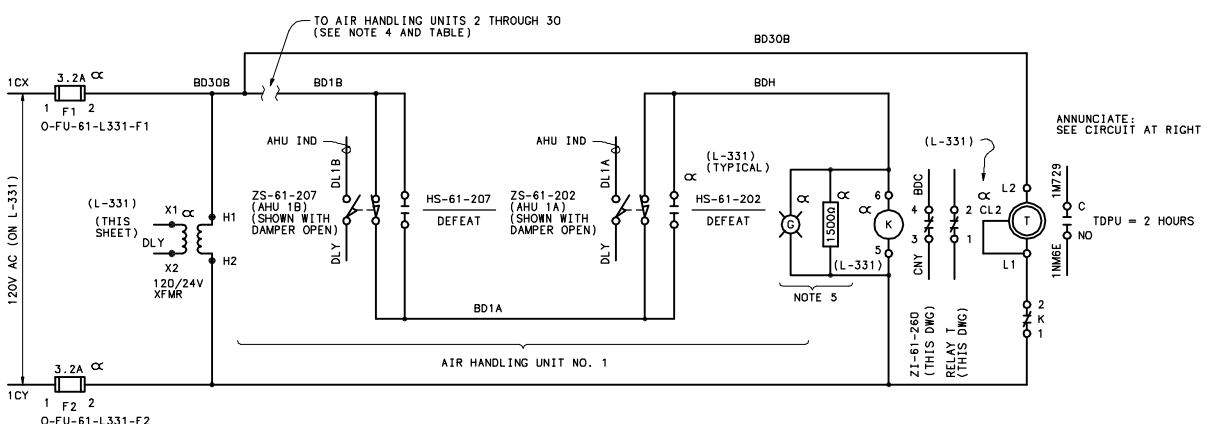 TO AIR HANDLING UNITS 2 THROUGH 30
(SEE NOTE 4 AND TABLE)
BD30B
1CX
3.2A ∝
1 F1 2
O-FU-61-L331-F1
BD30B
BD1B
BDH
ANNUNCIATE:
SEE CIRCUIT AT RIGHT
120V AC (ON L-331)
(L-331)
(THIS
SHEET)
X1 ∝
DLY
X2
H1
H2
120/24V
XFMR
AHU IND
DL1B
ZS-61-207
(AHU 1B)
(SHOWN WITH
DAMPER OPEN)
DLY
HS-61-207
DEFEAT
AHU IND
DL1A
ZS-61-202
(AHU 1A)
(SHOWN WITH
DAMPER OPEN)
DLY
(L-331)
(TYPICAL)
∝
HS-61-202
DEFEAT
∝
G
∝
1500Ω
NOTE 5
6
∝
K
5
(L-331)
BDC
4
3
CNY
2
1
ZI-61-260
(THIS DWG)
RELAY T
(THIS DWG)
(L-331)
∝
CL2
L2
T
L1
2
K
1
1M729
C
NO
1NM6E
TDPU = 2 HOURS
BD1A
AIR HANDLING UNIT NO. 1
1CY
3.2A ∝
1 F2 2
O-FU-61-L331-F2